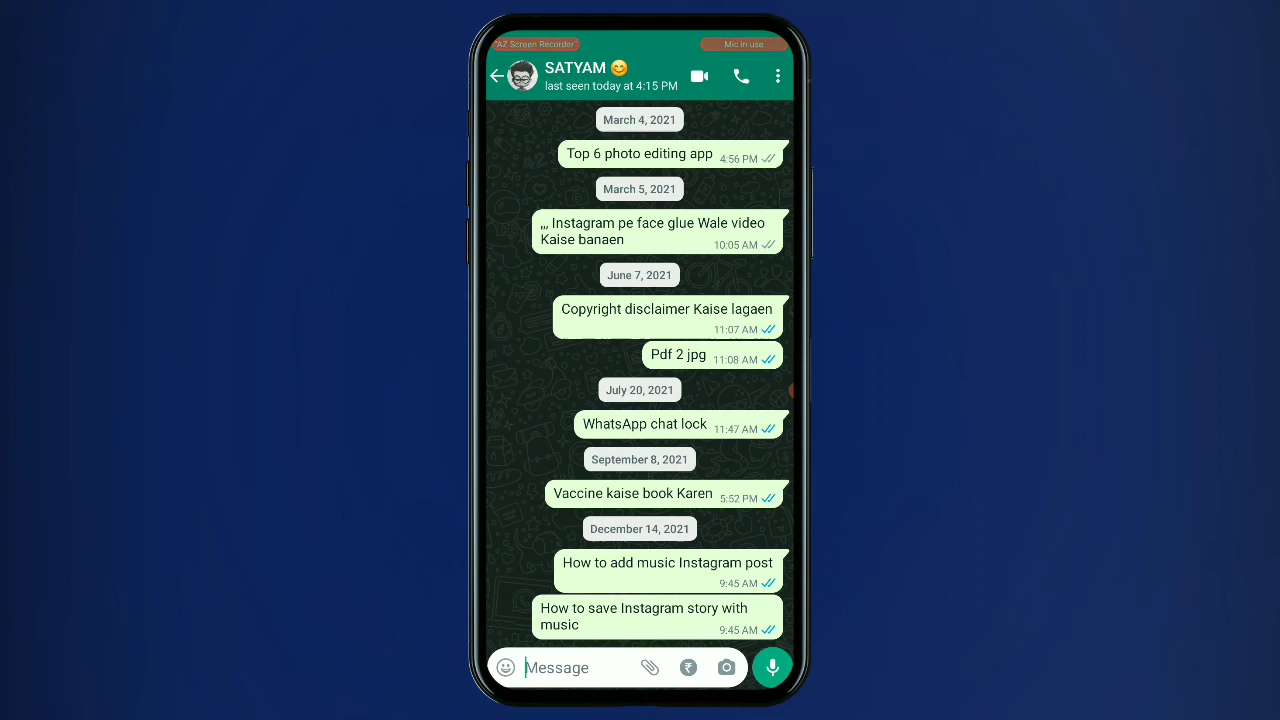 "AZ Screen Recorder"
Mic in use
SATYAM 😊
last seen today at 4:15 PM
March 4, 2021
Top 6 photo editing app 4:56 PM
March 5, 2021
,,, Instagram pe face glue Wale video
Kaise banaen 10:05 AM
June 7, 2021
Copyright disclaimer Kaise lagaen
11:07 AM
Pdf 2 jpg 11:08 AM
July 20, 2021
WhatsApp chat lock 11:47 AM
September 8, 2021
Vaccine kaise book Karen 5:52 PM
December 14, 2021
How to add music Instagram post
9:45 AM
How to save Instagram story with
music 9:45 AM
Message
₹